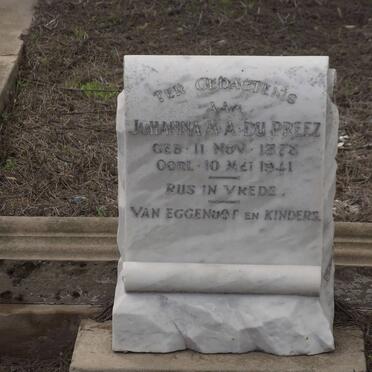 TER GEDAGTENIS
AAN
JOHANNA M. A. DU PREEZ
GEB. 11 NOV. 1878
OORL. 10 MEI 1941
RUS IN VREDE.
VAN EGGENOOT EN KINDERS.